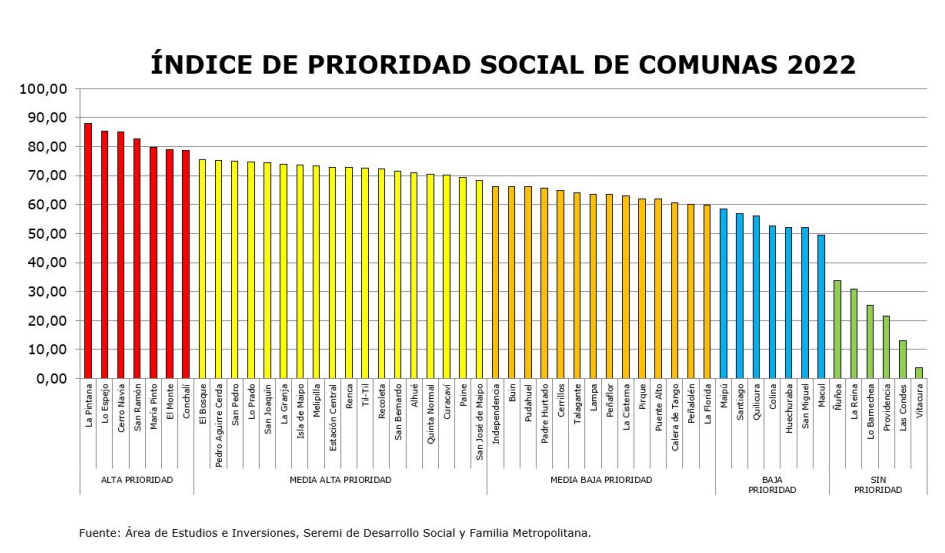 ÍNDICE DE PRIORIDAD SOCIAL DE COMUNAS 2022
100,00
90,00
80,00
70,00
60,00
50,00
40,00
30,00
20,00
10,00
0,00
La Pintana
Lo Espejo
Cerro Navia
San Ramón
María Pinto
El Monte
Conchalí
El Bosque
Pedro Aguirre Cerda
San Pedro
Lo Prado
San Joaquín
La Granja
Isla de Maipo
Melipilla
Estación Central
Renca
Til-Til
Recoleta
San Bernardo
Alhué
Quinta Normal
Curacaví
Paine
San José de Maipo
Independencia
Buin
Pudahuel
Padre Hurtado
Cerrillos
Talagante
Lampa
Peñaflor
La Cisterna
Pirque
Puente Alto
Calera de Tango
Peñalolén
La Florida
Maipú
Santiago
Quilicura
Colina
Huechuraba
San Miguel
Macul
Ñuñoa
La Reina
Lo Barnechea
Providencia
Las Condes
Vitacura
ALTA PRIORIDAD
MEDIA ALTA PRIORIDAD
MEDIA BAJA PRIORIDAD
BAJA
PRIORIDAD
SIN
PRIORIDAD
Fuente: Área de Estudios e Inversiones, Seremi de Desarrollo Social y Familia Metropolitana.